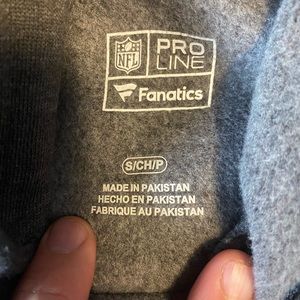 NFL
PRO
LINE
Fanatics
S/CH/P
MADE IN PAKISTAN
HECHO EN PAKISTAN
FABRIQUE AU PAKISTAN